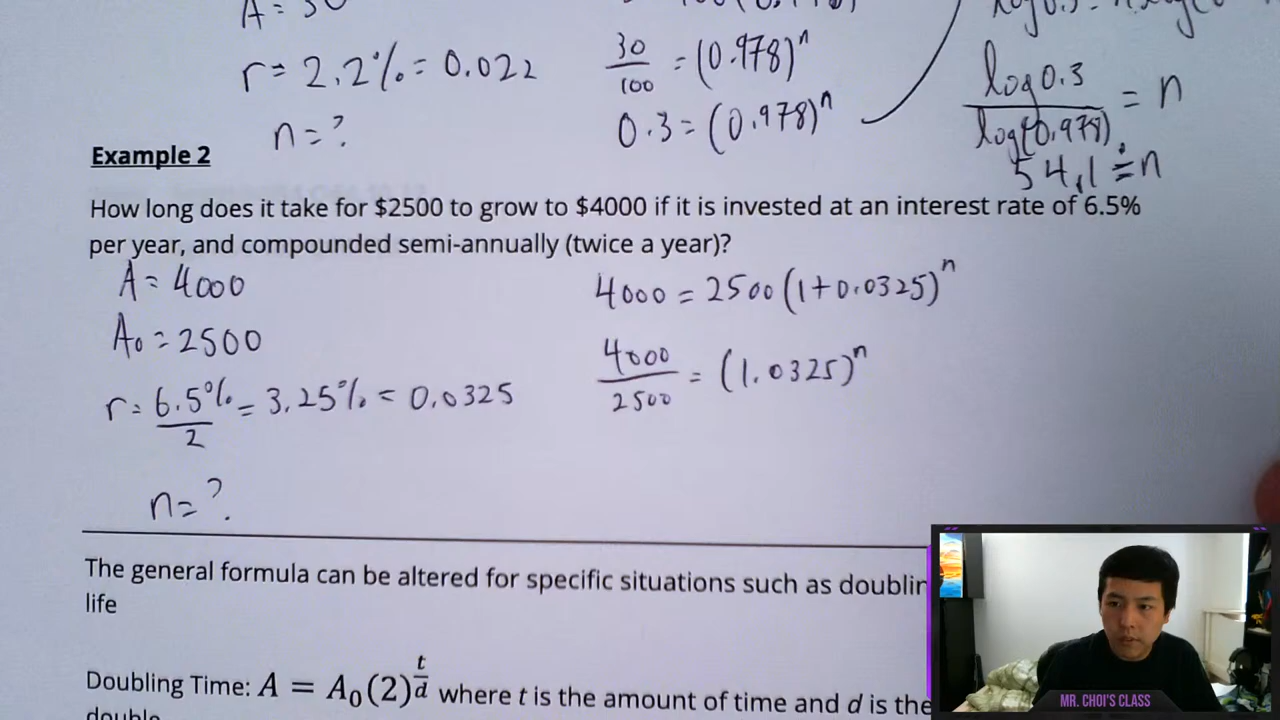 A = 30
r = 2.2% = 0.022
n = ?
30/100 = (0.978)^n
0.3 = (0.978)^n
log 0.3 / log(0.978) = n
54.1 ≐ n
Example 2
How long does it take for $2500 to grow to $4000 if it is invested at an interest rate of 6.5%
per year, and compounded semi-annually (twice a year)?
A = 4000
A₀ = 2500
r = 6.5%/2 = 3.25% = 0.0325
n = ?
4000 = 2500(1+0.0325)^n
4000/2500 = (1.0325)^n
The general formula can be altered for specific situations such as
life
Doubling Time: A = A₀(2)^(t/d) where t is the amount of time and d is the
double
MR. CHOI'S CLASS